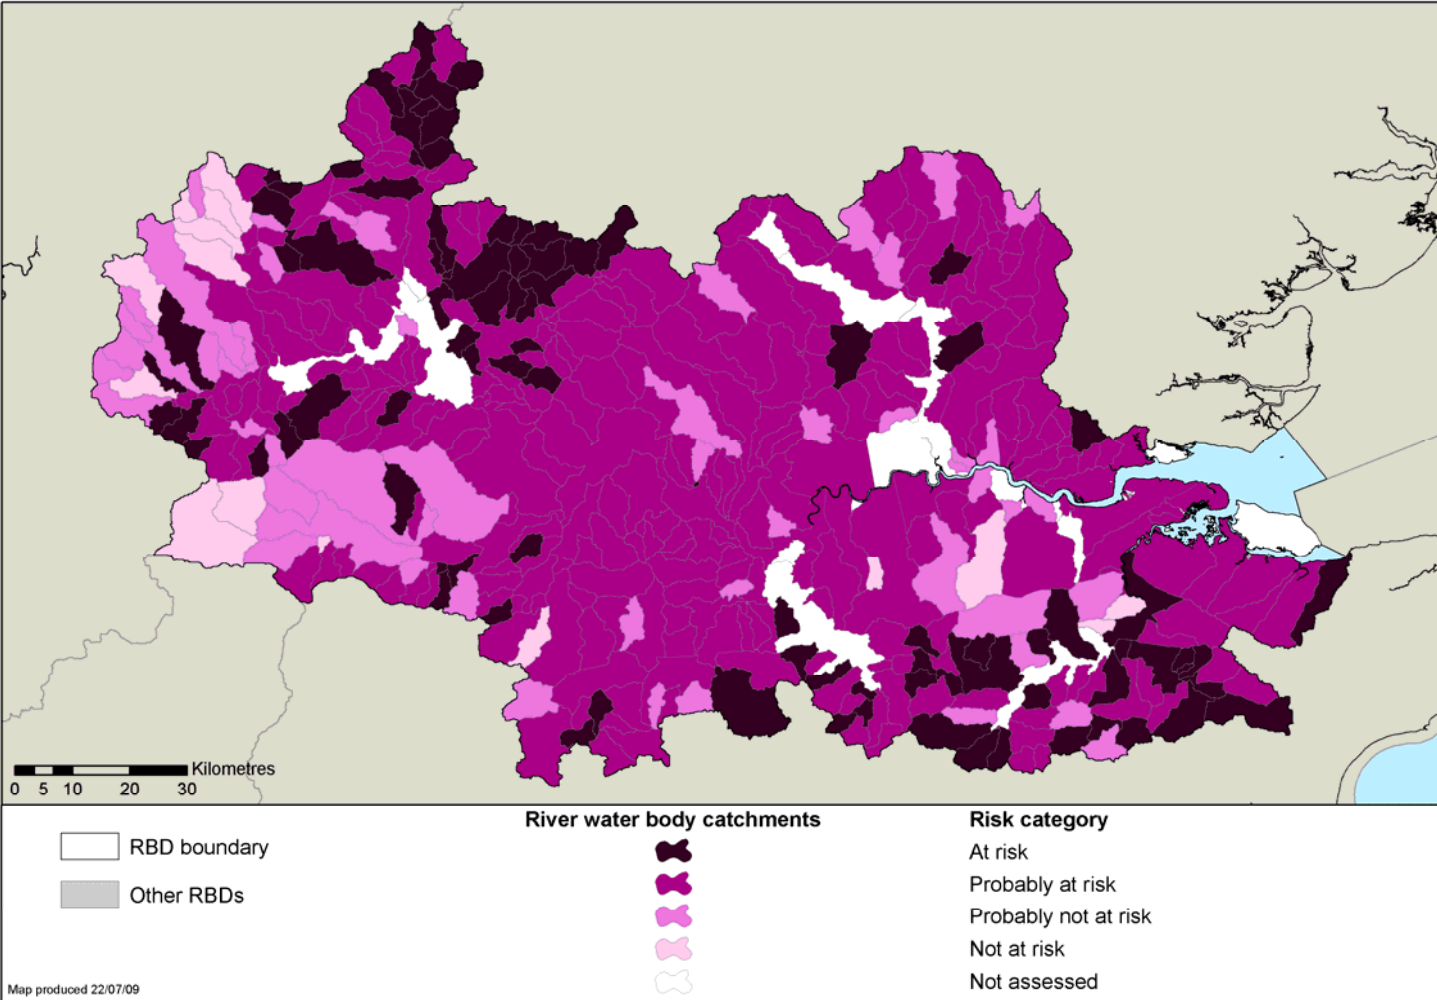 Kilometres
0 5 10 20 30
River water body catchments
Risk category
RBD boundary
At risk
Other RBDs
Probably at risk
Probably not at risk
Not at risk
Not assessed
Map produced 22/07/09